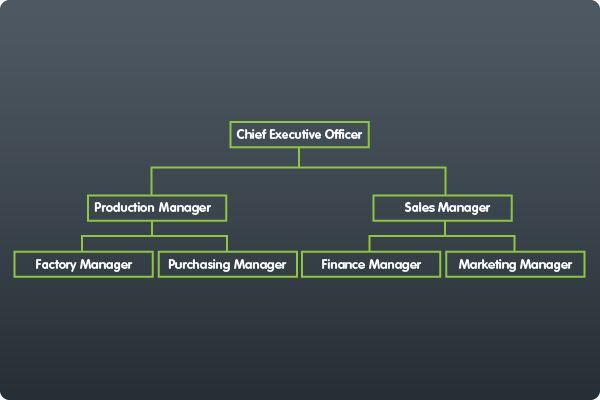 Chief Executive Officer
Production Manager
Sales Manager
Factory Manager
Purchasing Manager
Finance Manager
Marketing Manager